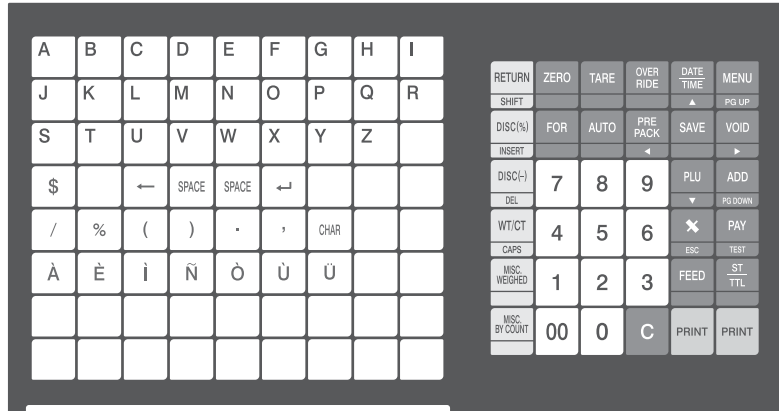 A B C D E F G H I
J K L M N O P Q R
S T U V W X Y Z
$ ← SPACE SPACE ↵
/ % ( ) . , CHAR
À È Ì Ñ Ò Ù Ü
RETURN ZERO TARE OVER RIDE DATE TIME MENU
SHIFT ▲ PG UP
DISC(%) FOR AUTO PRE PACK SAVE VOID
INSERT ◀ ▶
DISC(-) 7 8 9 PLU ADD
DEL ▼ PG DOWN
WT/CT 4 5 6 × PAY
CAPS ESC TEST
MISC. WEIGHED 1 2 3 FEED ST TTL
MISC. BY COUNT 00 0 C PRINT PRINT